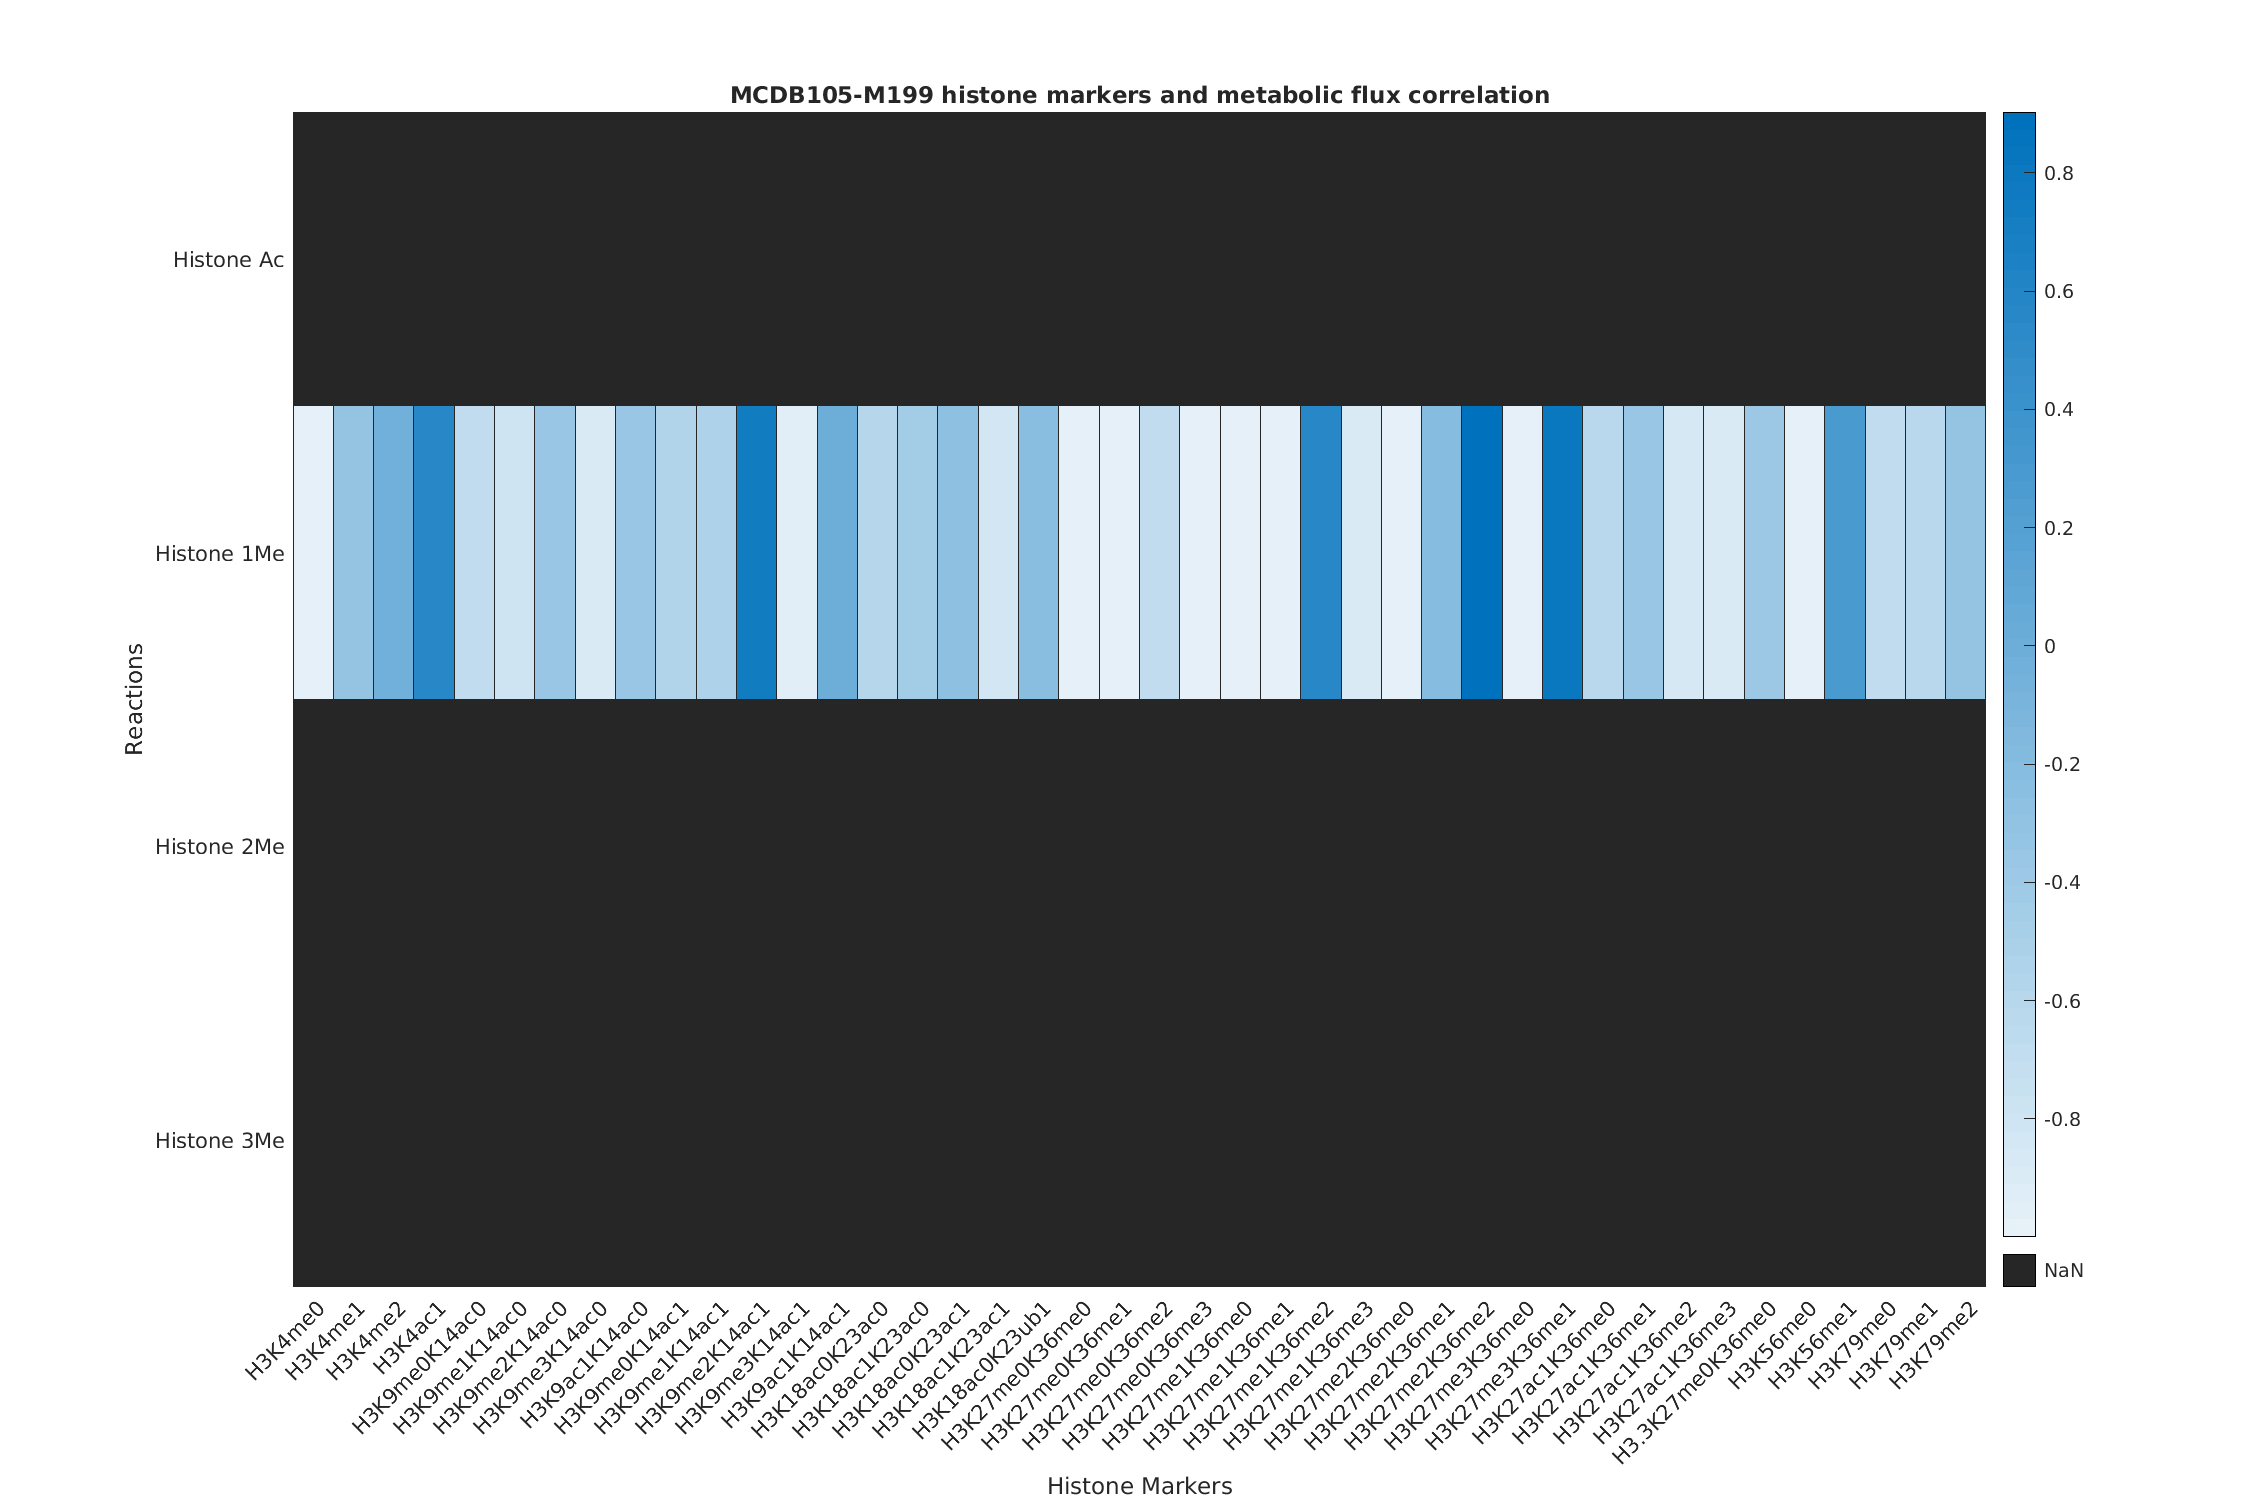 MCDB105-M199 histone markers and metabolic flux correlation
Histone Ac
Histone 1Me
Histone 2Me
Histone 3Me
Reactions
0.8
0.6
0.4
0.2
0
-0.2
-0.4
-0.6
-0.8
NaN
H3K4me0
H3K4me1
H3K4me2
H3K4ac1
H3K9me0K14ac0
H3K9me1K14ac0
H3K9me2K14ac0
H3K9me3K14ac0
H3K9ac1K14ac0
H3K9me0K14ac1
H3K9me1K14ac1
H3K9me2K14ac1
H3K9me3K14ac1
H3K9ac1K14ac1
H3K18ac0K23ac0
H3K18ac1K23ac0
H3K18ac0K23ac1
H3K18ac1K23ac1
H3K18ac0K23ub1
H3K27me0K36me0
H3K27me0K36me1
H3K27me0K36me2
H3K27me0K36me3
H3K27me1K36me0
H3K27me1K36me1
H3K27me1K36me2
H3K27me1K36me3
H3K27me2K36me0
H3K27me2K36me1
H3K27me2K36me2
H3K27me3K36me0
H3K27me3K36me1
H3K27ac1K36me0
H3K27ac1K36me1
H3K27ac1K36me2
H3K27ac1K36me3
H3.3K27me0K36me0
H3K56me0
H3K56me1
H3K79me0
H3K79me1
H3K79me2
Histone Markers